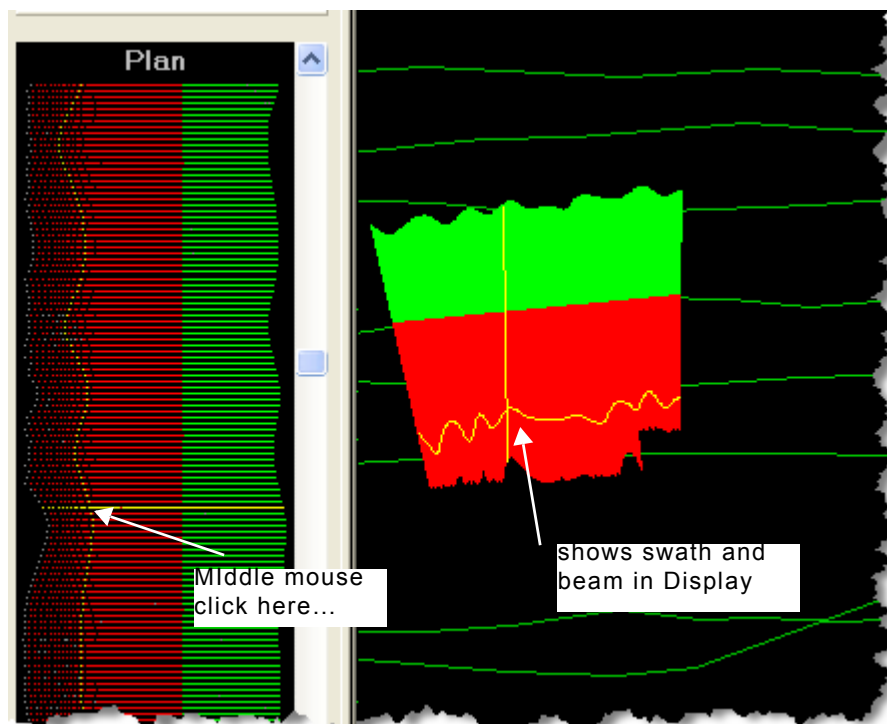 Plan
MIddle mouse
click here...
shows swath and
beam in Display